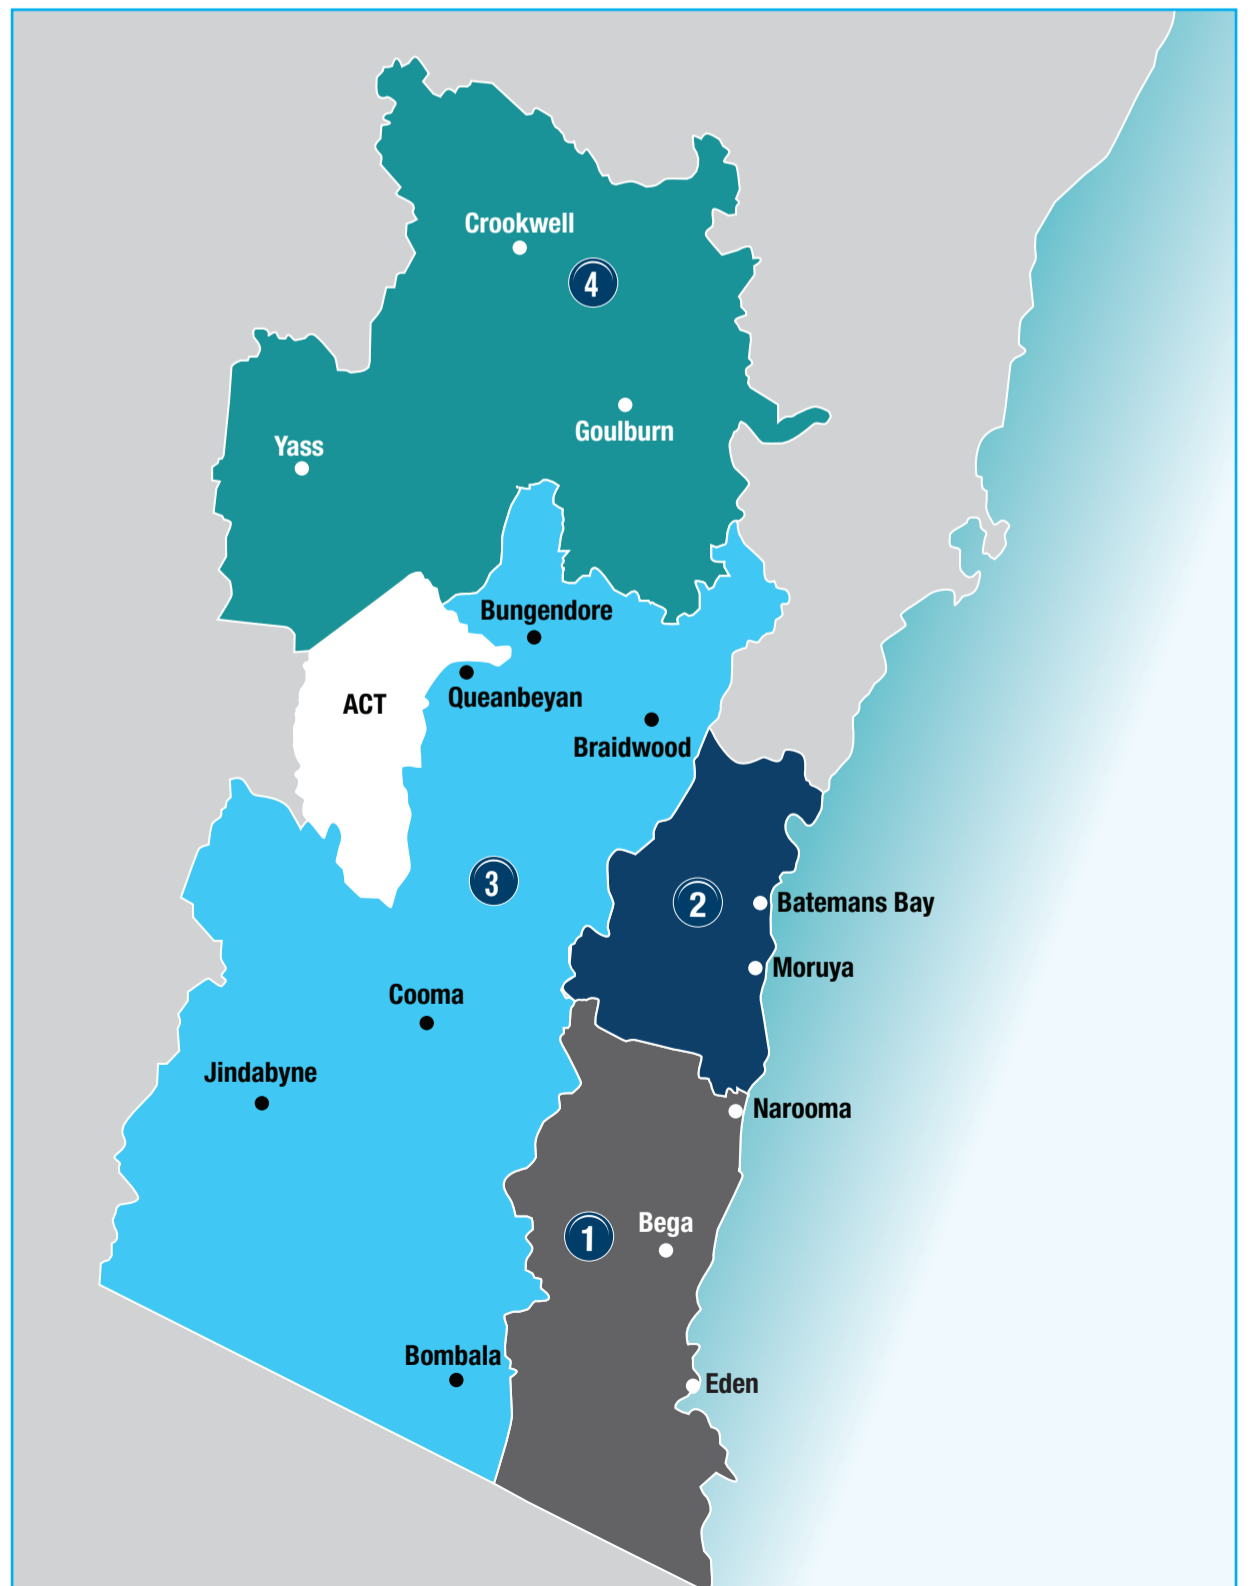 Crookwell
4
Goulburn
Yass
Bungendore
ACT
Queanbeyan
Braidwood
3
2
Batemans Bay
Moruya
Cooma
Jindabyne
Narooma
1
Bega
Bombala
Eden